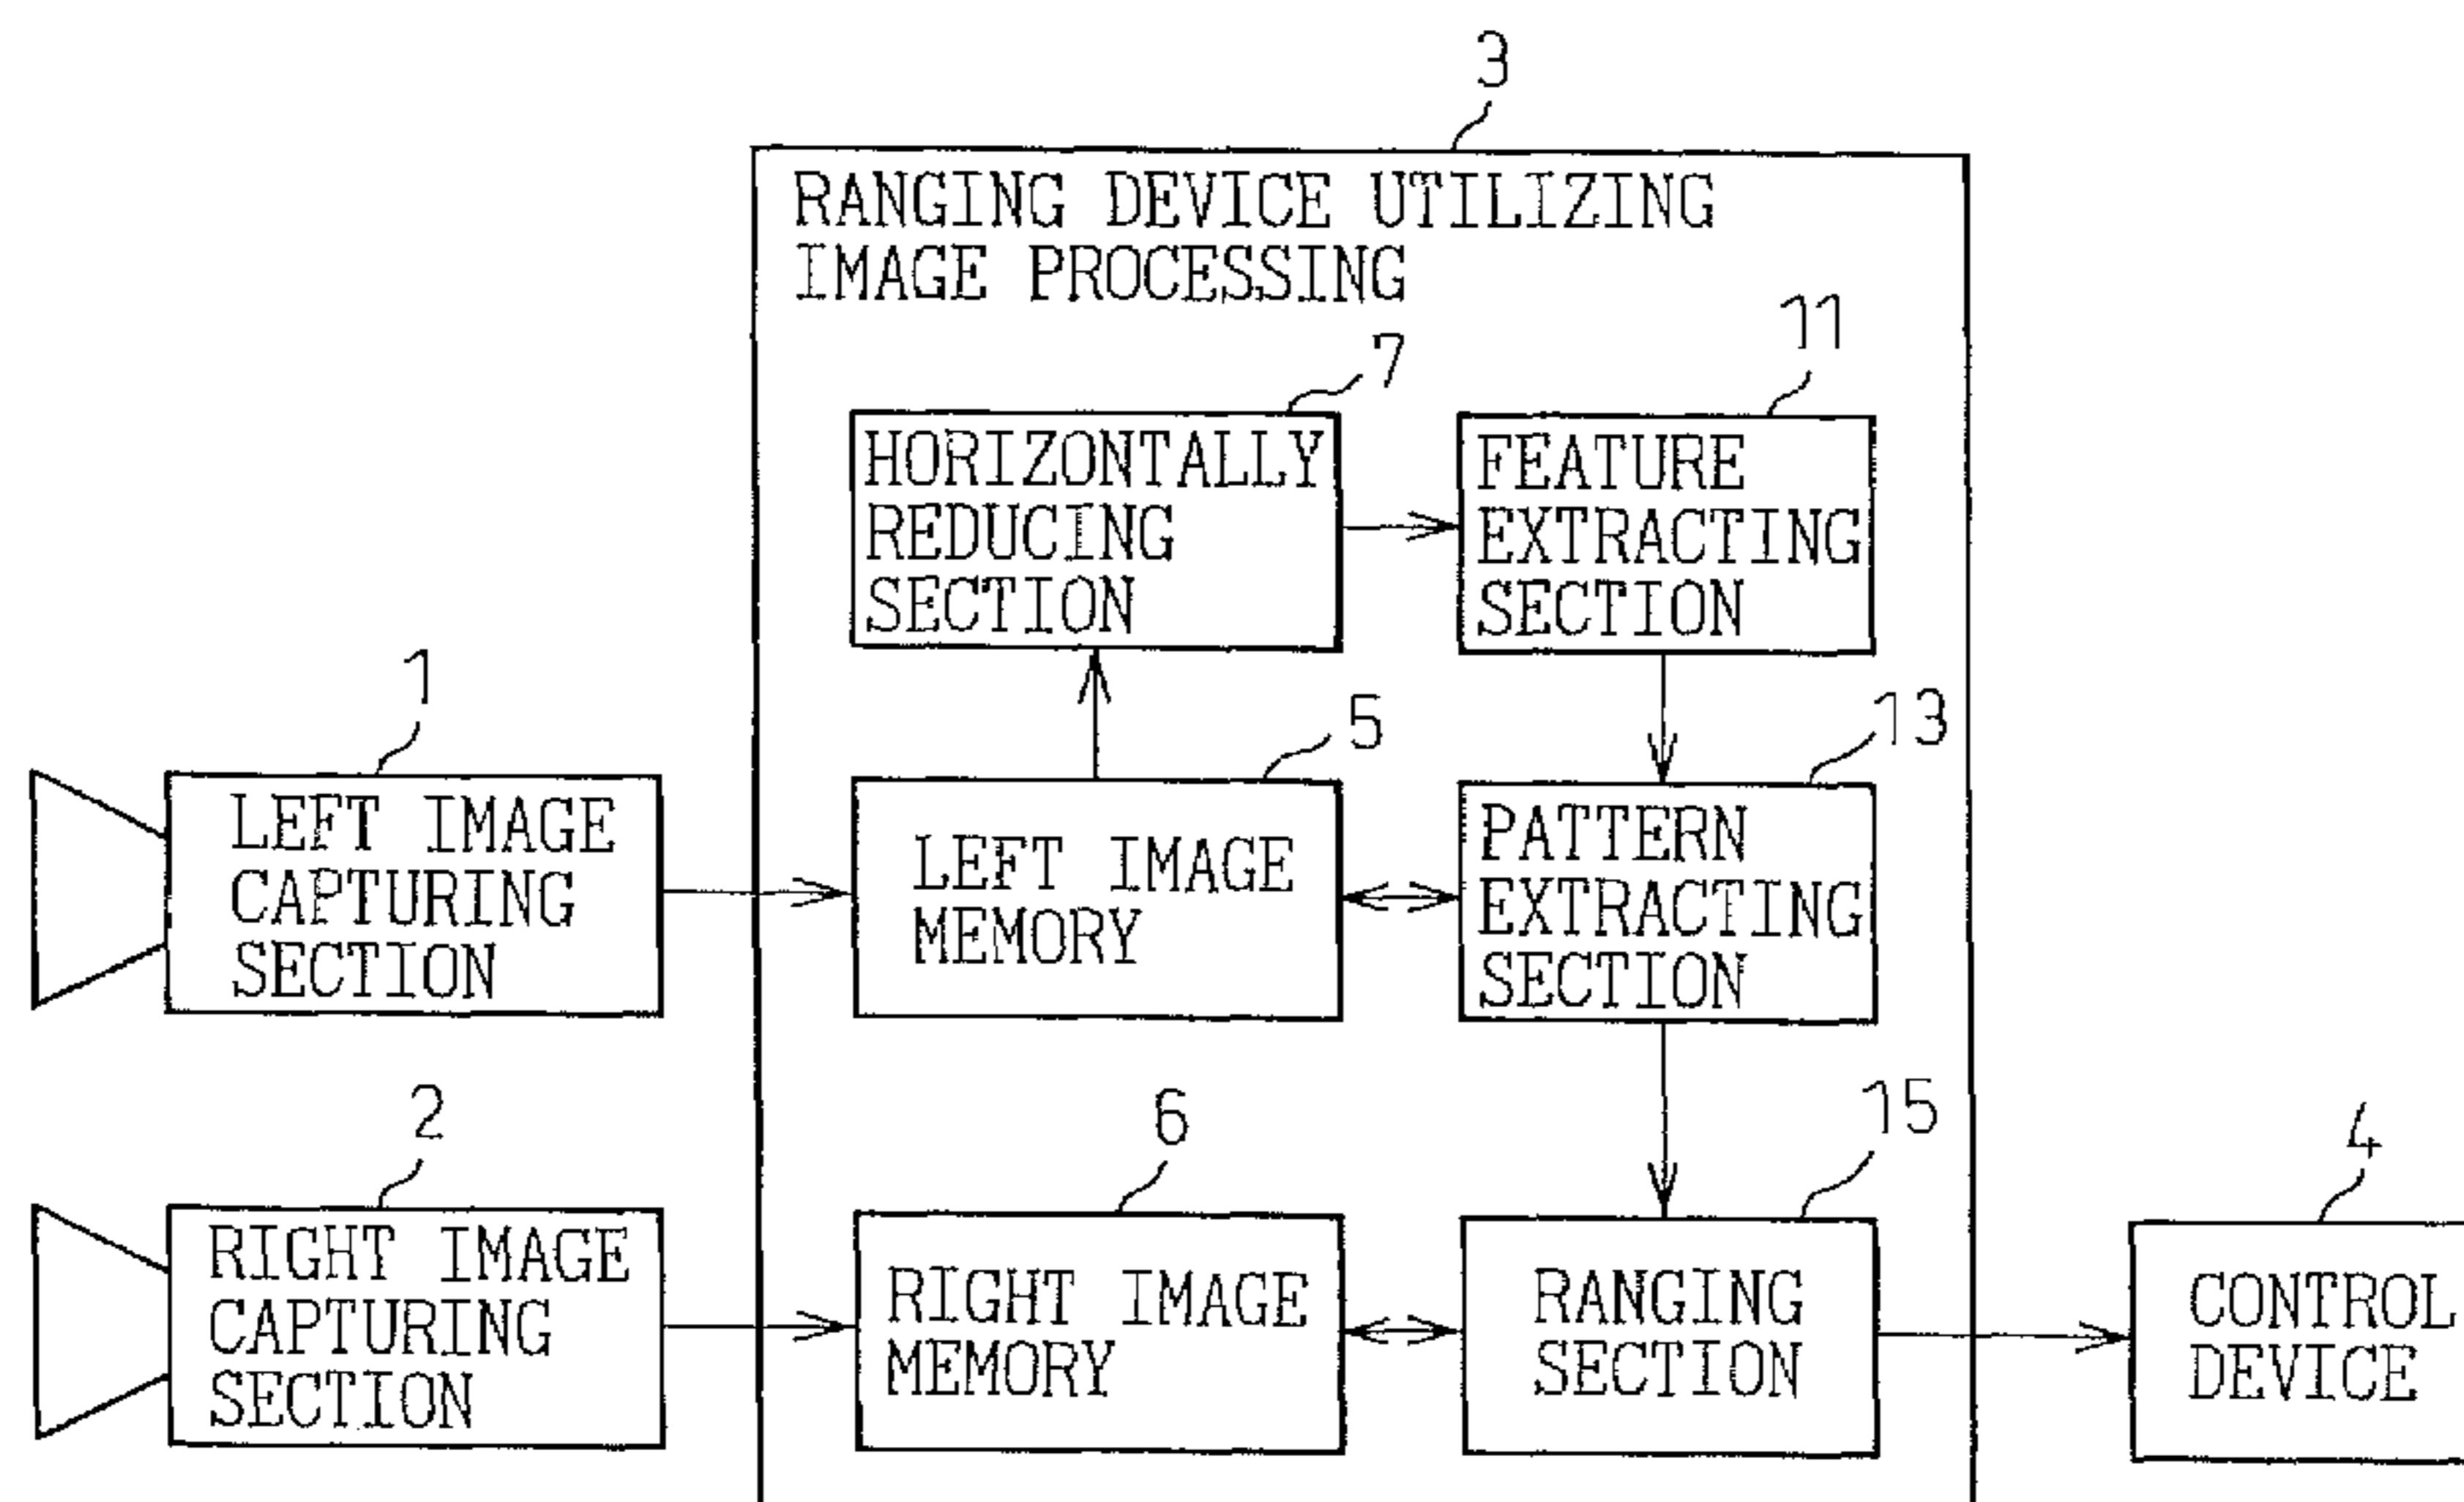 3
RANGING DEVICE UTILIZING
IMAGE PROCESSING
7
11
HORIZONTALLY
REDUCING
SECTION
FEATURE
EXTRACTING
SECTION
1
5
13
LEFT IMAGE
CAPTURING
SECTION
LEFT IMAGE
MEMORY
PATTERN
EXTRACTING
SECTION
2
6
15
4
RIGHT IMAGE
CAPTURING
SECTION
RIGHT IMAGE
MEMORY
RANGING
SECTION
CONTROL
DEVICE